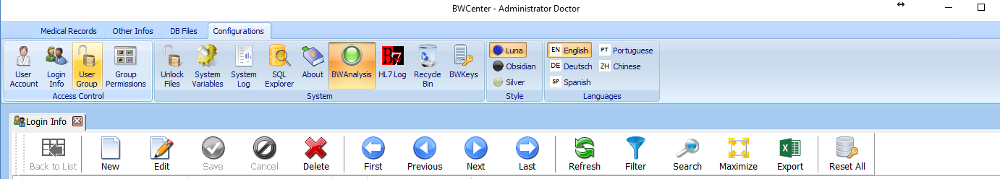 BWCenter - Administrator Doctor
Medical Records Other Infos DB Files Configurations
User Account Login Info User Group Group Permissions Unlock Files System Variables System Log SQL Explorer About BWAnalysis HL7 Log Recycle Bin BWKeys
B7
Luna
Obsidian
Silver
EN English PT Portuguese
DE Deutsch ZH Chinese
SP Spanish
Access Control System Style Languages
Login Info
Back to List New Edit Save Cancel Delete First Previous Next Last Refresh Filter Search Maximize Export Reset All